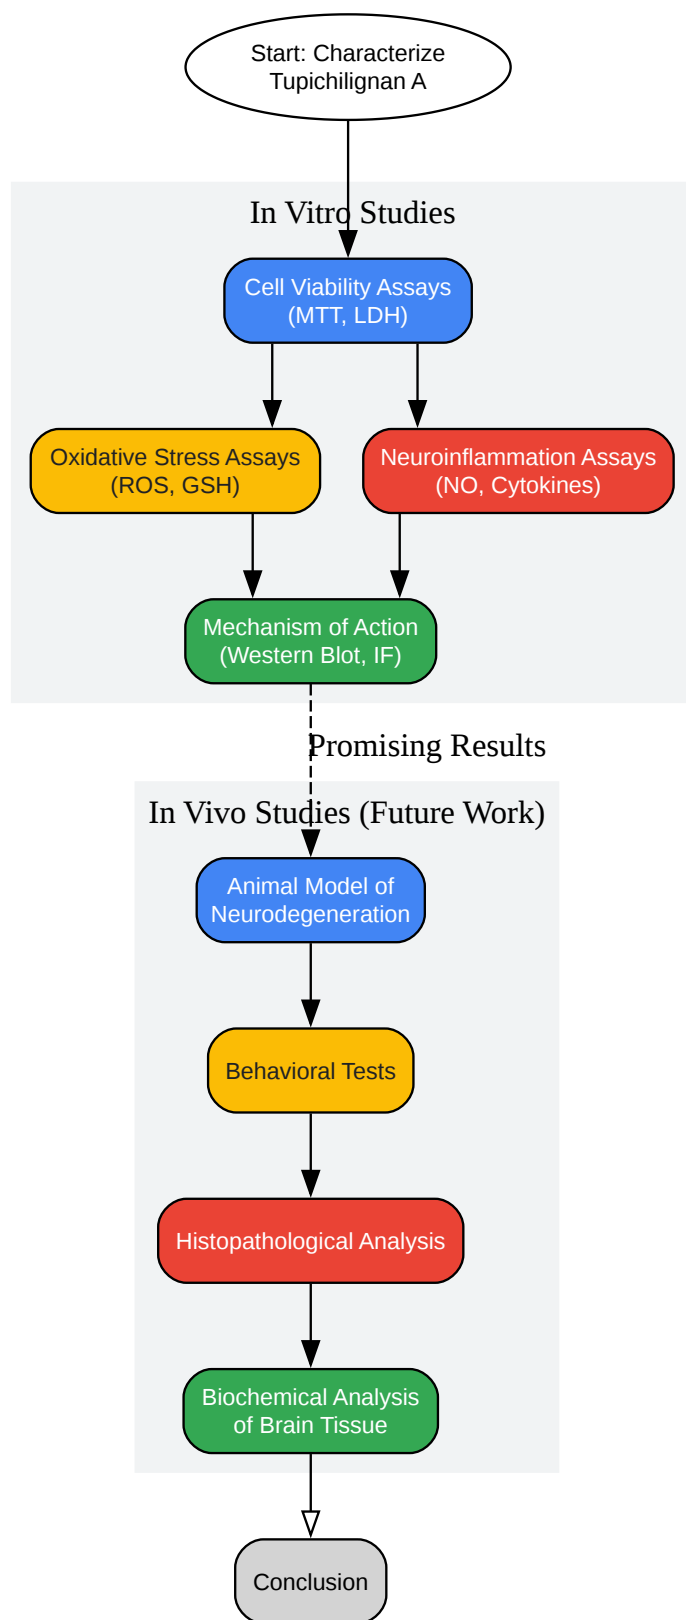 Start: Characterize
Tupichilignan A
In Vitro Studies
Cell Viability Assays
(MTT, LDH)
Oxidative Stress Assays
(ROS, GSH)
Neuroinflammation Assays
(NO, Cytokines)
Mechanism of Action
(Western Blot, IF)
Promising Results
In Vivo Studies (Future Work)
Animal Model of
Neurodegeneration
Behavioral Tests
Histopathological Analysis
Biochemical Analysis
of Brain Tissue
Conclusion